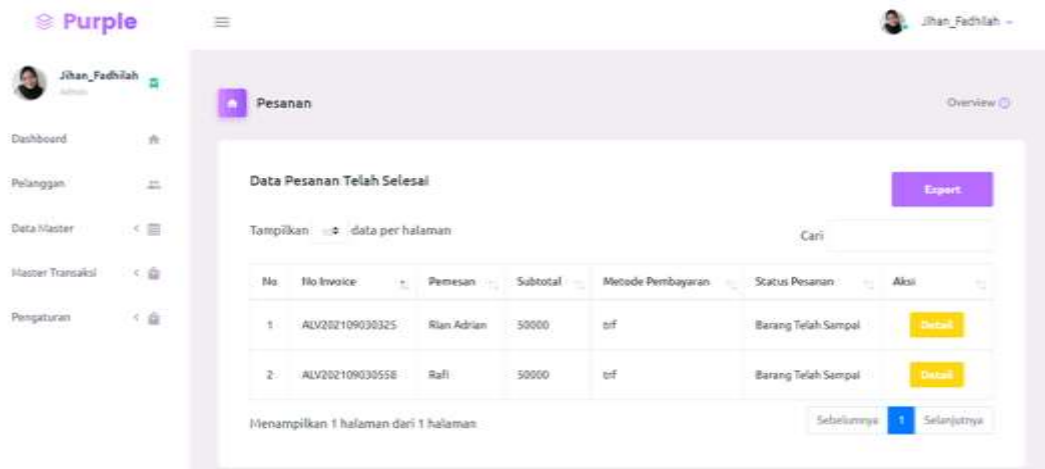 Purple
Jihan_Fadhilah
Jihan_Fadhilah
Admin
Pesanan
Overview
Dashboard
Pelanggan
Data Master
Master Transaksi
Pengaturan
Data Pesanan Telah Selesai
Export
Tampilkan data per halaman
Cari
No No Invoice Pemesan Subtotal Metode Pembayaran Status Pesanan Aksi
1 ALV202109030325 Rian Adrian 50000 trf Barang Telah Sampai Detail
2 ALV202109030558 Rafi 50000 trf Barang Telah Sampai Detail
Menampilkan 1 halaman dari 1 halaman
Sebelumnya 1 Selanjutnya